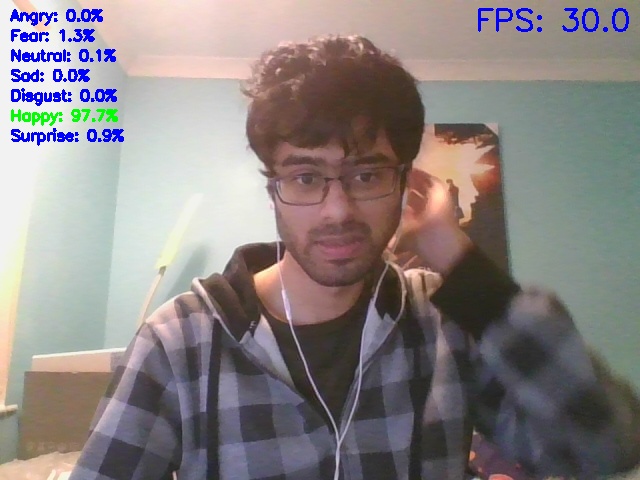 Angry: 0.0%
FPS: 30.0
Fear: 1.3%
Neutral: 0.1%
Sad: 0.0%
Disgust: 0.0%
Happy: 97.7%
Surprise: 0.9%